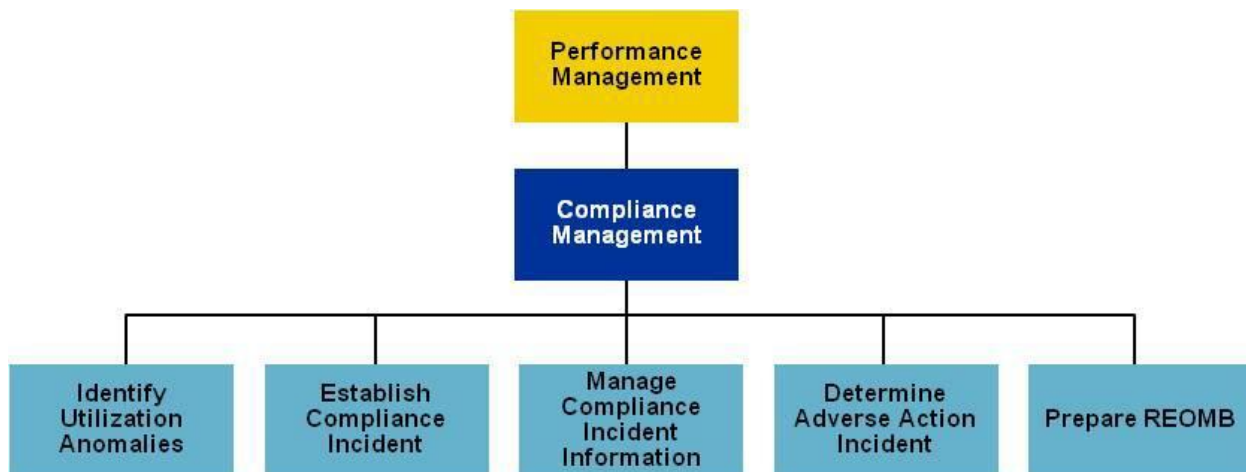 Performance
Management
Compliance
Management
Identify
Utilization
Anomalies
Establish
Compliance
Incident
Manage
Compliance
Incident
Information
Determine
Adverse Action
Incident
Prepare REOMB